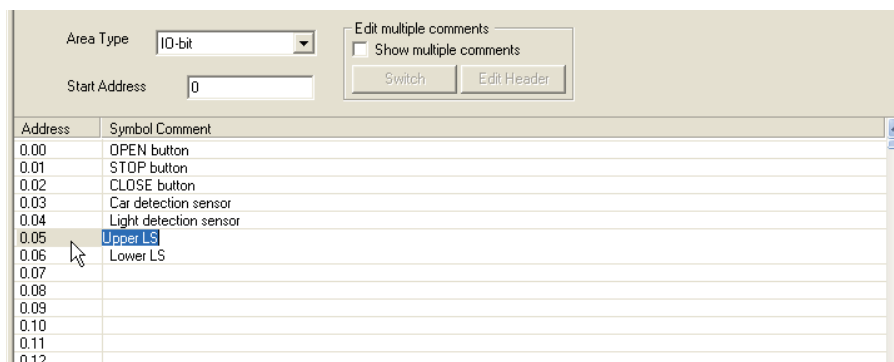 Area Type IO-bit
Edit multiple comments
Show multiple comments
Switch Edit Header
Start Address 0
Address Symbol Comment
0.00 OPEN button
0.01 STOP button
0.02 CLOSE button
0.03 Car detection sensor
0.04 Light detection sensor
0.05 Upper LS
0.06 Lower LS
0.07
0.08
0.09
0.10
0.11
0.12